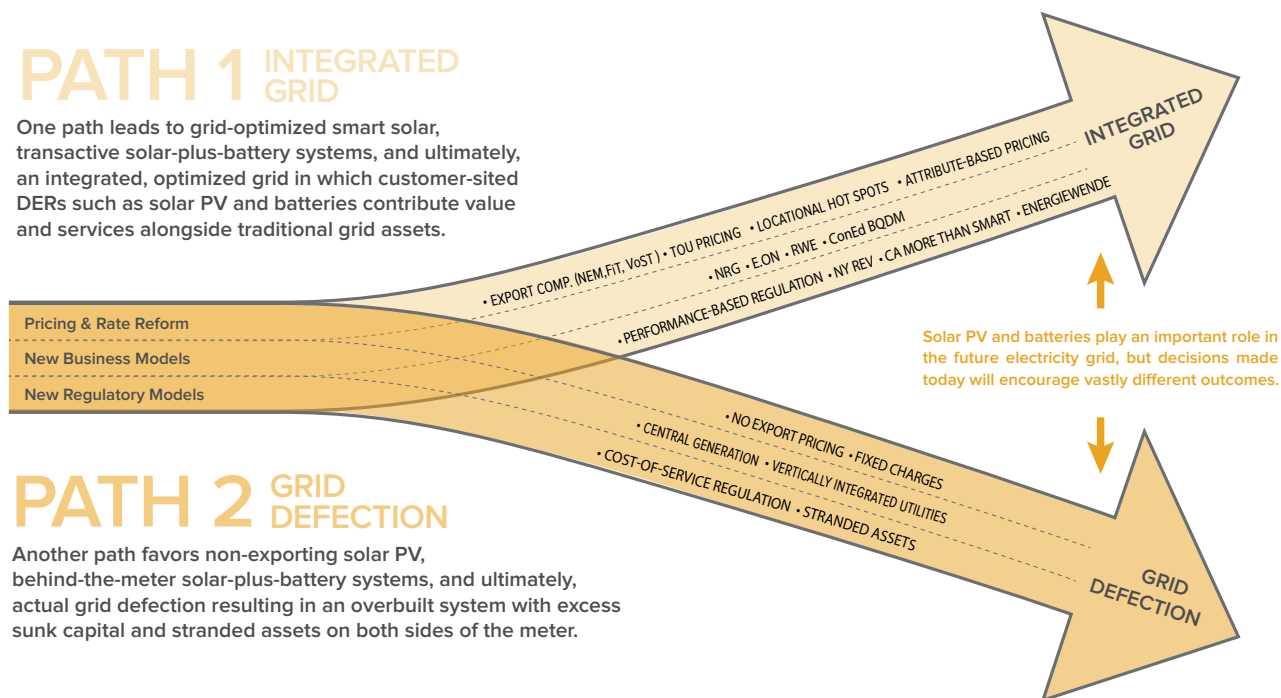 PATH 1 INTEGRATED
GRID
One path leads to grid-optimized smart solar,
transactive solar-plus-battery systems, and ultimately,
an integrated, optimized grid in which customer-sited
DERs such as solar PV and batteries contribute value
and services alongside traditional grid assets.
Pricing & Rate Reform
New Business Models
New Regulatory Models
• EXPORT COMP. (NEM,FiT, VoST ) • TOU PRICING • LOCATIONAL HOT SPOTS • ATTRIBUTE-BASED PRICING
• NRG • E.ON • RWE • ConEd BQDM
• PERFORMANCE-BASED REGULATION • NY REV • CA MORE THAN SMART • ENERGIEWENDE
INTEGRATED
GRID
Solar PV and batteries play an important role in
the future electricity grid, but decisions made
today will encourage vastly different outcomes.
• NO EXPORT PRICING • FIXED CHARGES
• CENTRAL GENERATION • VERTICALLY INTEGRATED UTILITIES
• COST-OF-SERVICE REGULATION • STRANDED ASSETS
GRID
DEFECTION
PATH 2 GRID
DEFECTION
Another path favors non-exporting solar PV,
behind-the-meter solar-plus-battery systems, and ultimately,
actual grid defection resulting in an overbuilt system with excess
sunk capital and stranded assets on both sides of the meter.